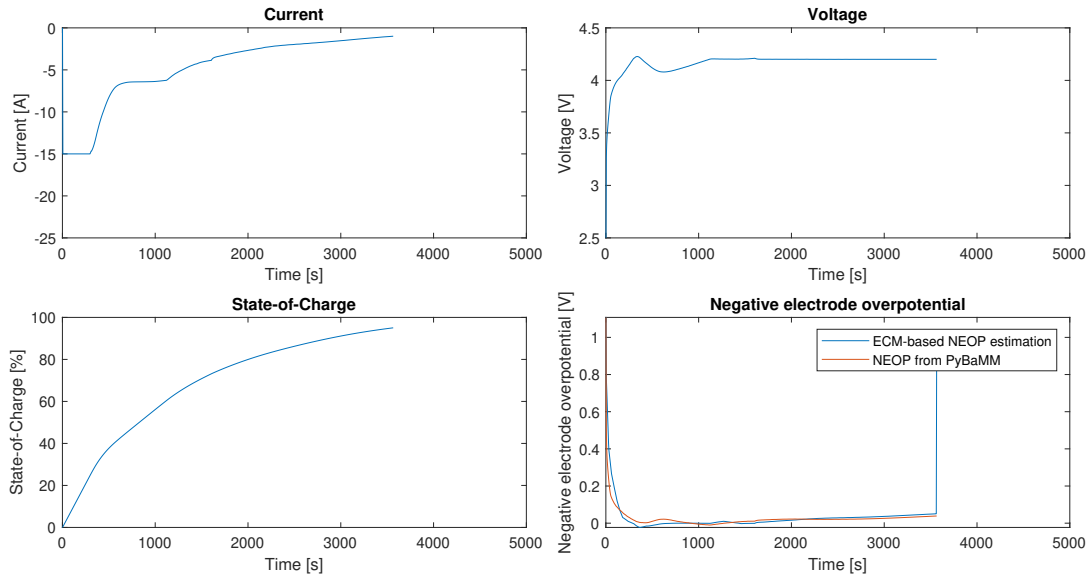 Current
0
-5
-10
-15
-20
-25
Current [A]
0 1000 2000 3000 4000 5000
Time [s]
Voltage
4.5
4
3.5
3
2.5
Voltage [V]
0 1000 2000 3000 4000 5000
Time [s]
State-of-Charge
100
80
60
40
20
0
State-of-Charge [%]
0 1000 2000 3000 4000 5000
Time [s]
Negative electrode overpotential
1
0.8
0.6
0.4
0.2
0
Negative electrode overpotential [V]
ECM-based NEOP estimation
NEOP from PyBaMM
0 1000 2000 3000 4000 5000
Time [s]